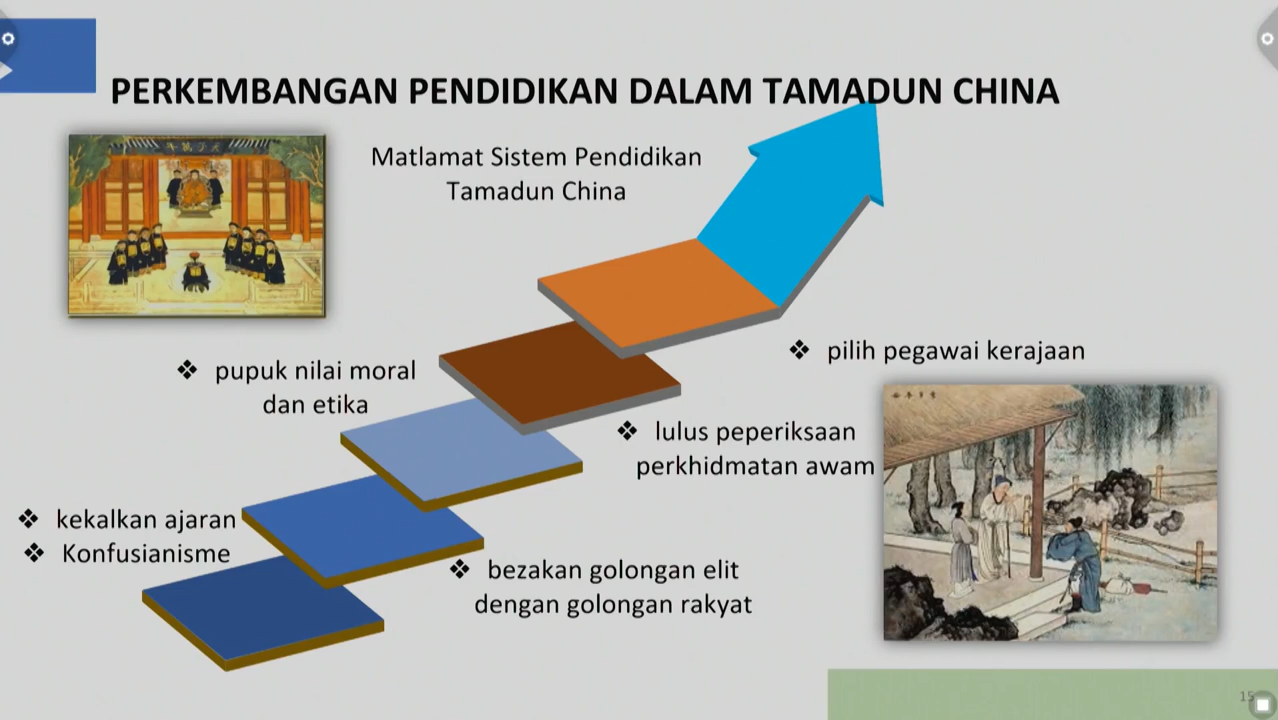 PERKEMBANGAN PENDIDIKAN DALAM TAMADUN CHINA
Matlamat Sistem Pendidikan
Tamadun China
❖ pilih pegawai kerajaan
❖ pupuk nilai moral
dan etika
❖ lulus peperiksaan
perkhidmatan awam
❖ kekalkan ajaran
❖ Konfusianisme
❖ bezakan golongan elit
dengan golongan rakyat
15